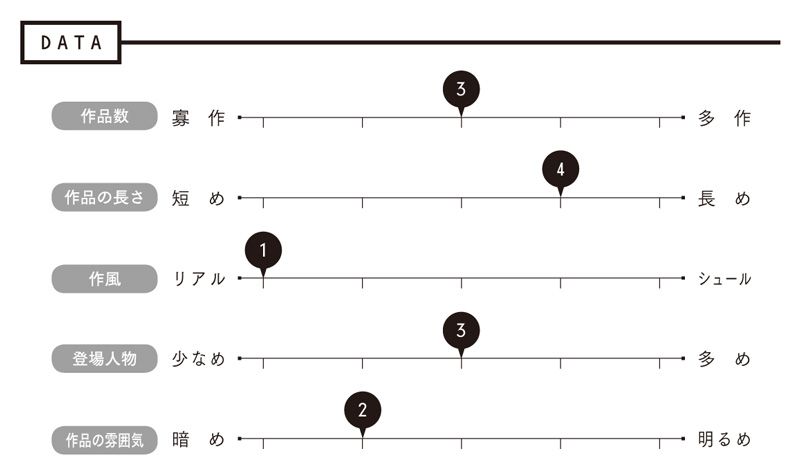 DATA
3
作品数 寡作 多作
4
作品の長さ 短め 長め
1
作風 リアル シュール
3
登場人物 少なめ 多め
2
作品の雰囲気 暗め 明るめ